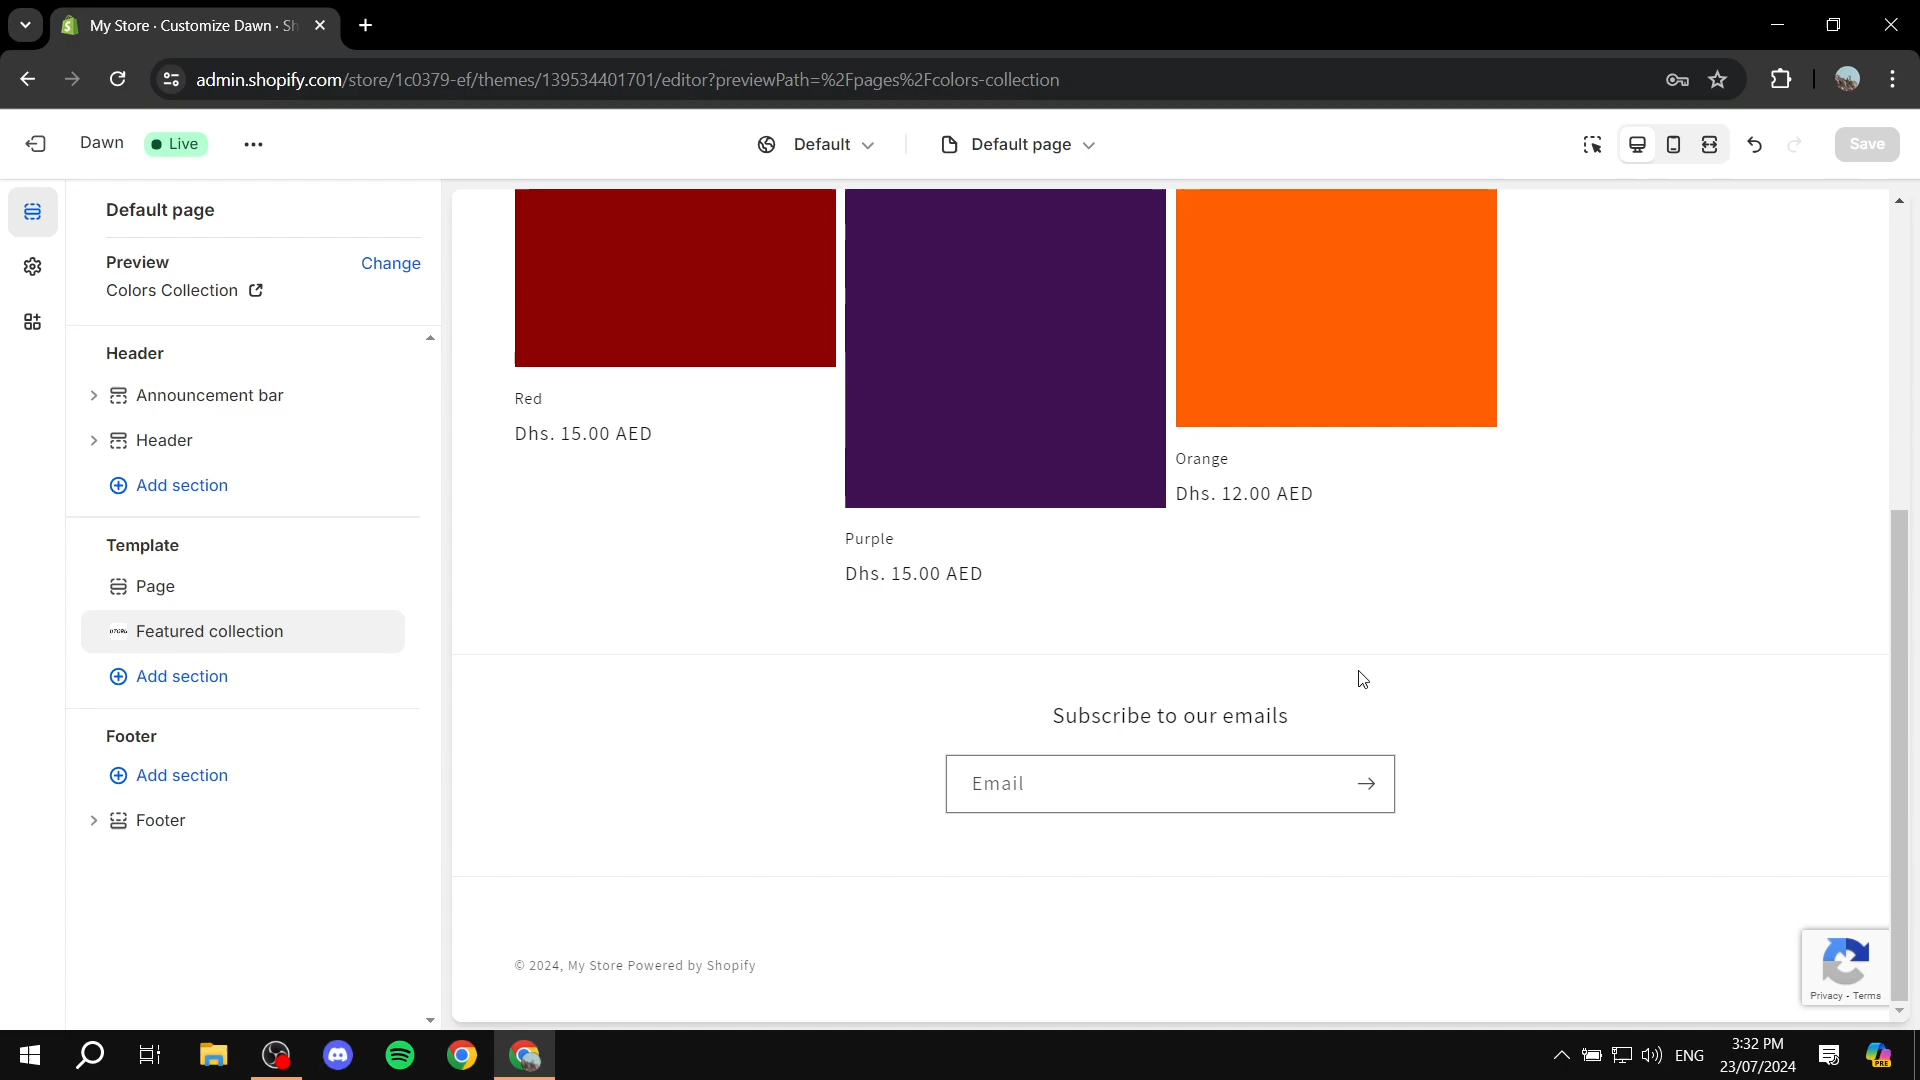 My Store · Customize Dawn · Sh
admin.shopify.com/store/1c0379-ef/themes/139534401701/editor?previewPath=%2Fpages%2Fcolors-collection
Dawn
Live
Default
Default page
Save
Default page
Preview
Change
Colors Collection
Header
Announcement bar
Header
Add section
Template
Page
Featured collection
Add section
Footer
Add section
Footer
Red
Dhs. 15.00 AED
Purple
Dhs. 15.00 AED
Orange
Dhs. 12.00 AED
Subscribe to our emails
Email
© 2024, My Store Powered by Shopify
Privacy - Terms
ENG
3:32 PM
23/07/2024
PRE